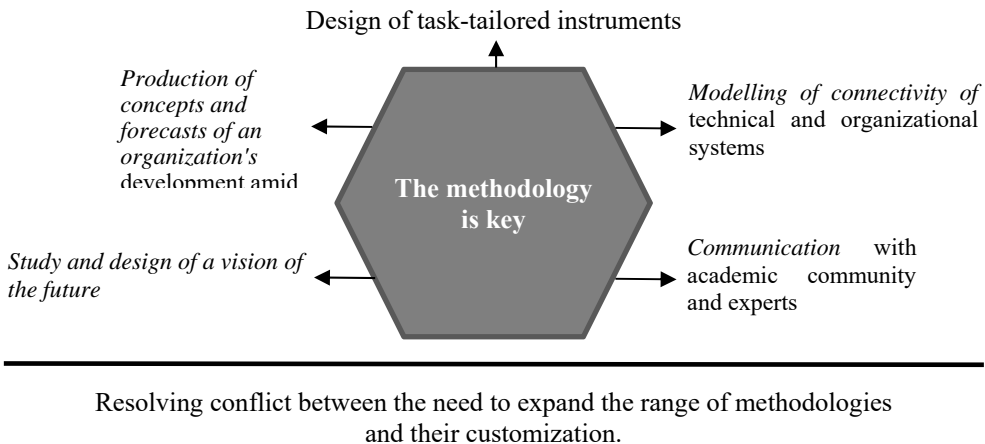 Design of task-tailored instruments
Production of
concepts and
forecasts of an
organization's
development amid
Modelling of connectivity of
technical and organizational
systems
The methodology
is key
Study and design of a vision of
the future
Communication with
academic community
and experts
Resolving conflict between the need to expand the range of methodologies
and their customization.